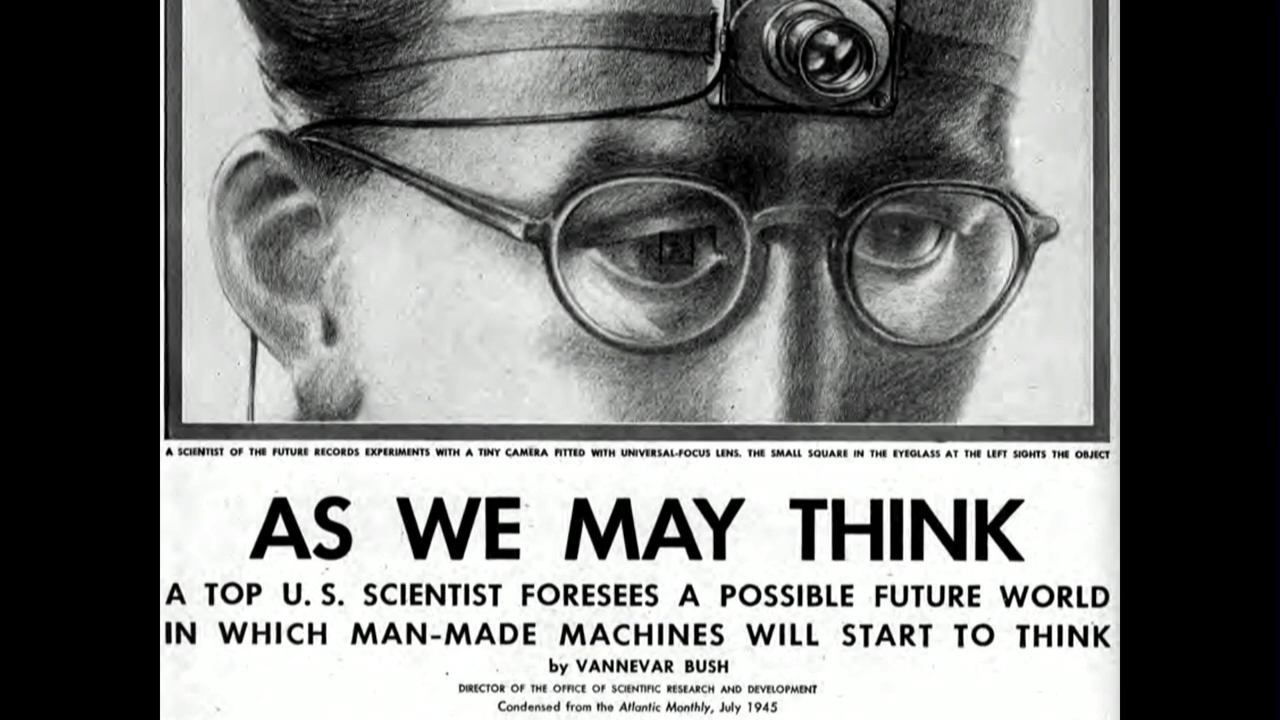 A SCIENTIST OF THE FUTURE RECORDS EXPERIMENTS WITH A TINY CAMERA FITTED WITH UNIVERSAL-FOCUS LENS. THE SMALL SQUARE IN THE EYEGLASS AT THE LEFT SIGHTS THE OBJECT
AS WE MAY THINK
A TOP U. S. SCIENTIST FORESEES A POSSIBLE FUTURE WORLD
IN WHICH MAN-MADE MACHINES WILL START TO THINK
by VANNEVAR BUSH
DIRECTOR OF THE OFFICE OF SCIENTIFIC RESEARCH AND DEVELOPMENT
Condensed from the Atlantic Monthly, July 1945